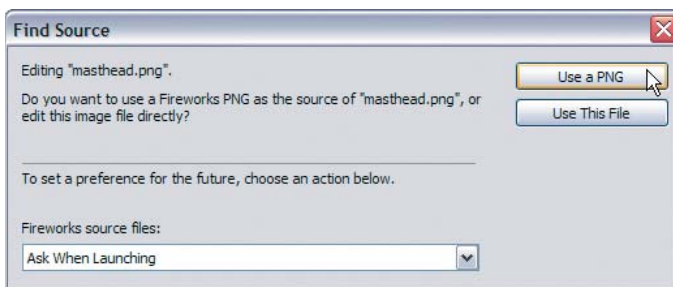 Find Source
Editing "masthead.png".
Use a PNG
Do you want to use a Fireworks PNG as the source of "masthead.png", or
edit this image file directly?
Use This File
To set a preference for the future, choose an action below.
Fireworks source files:
Ask When Launching